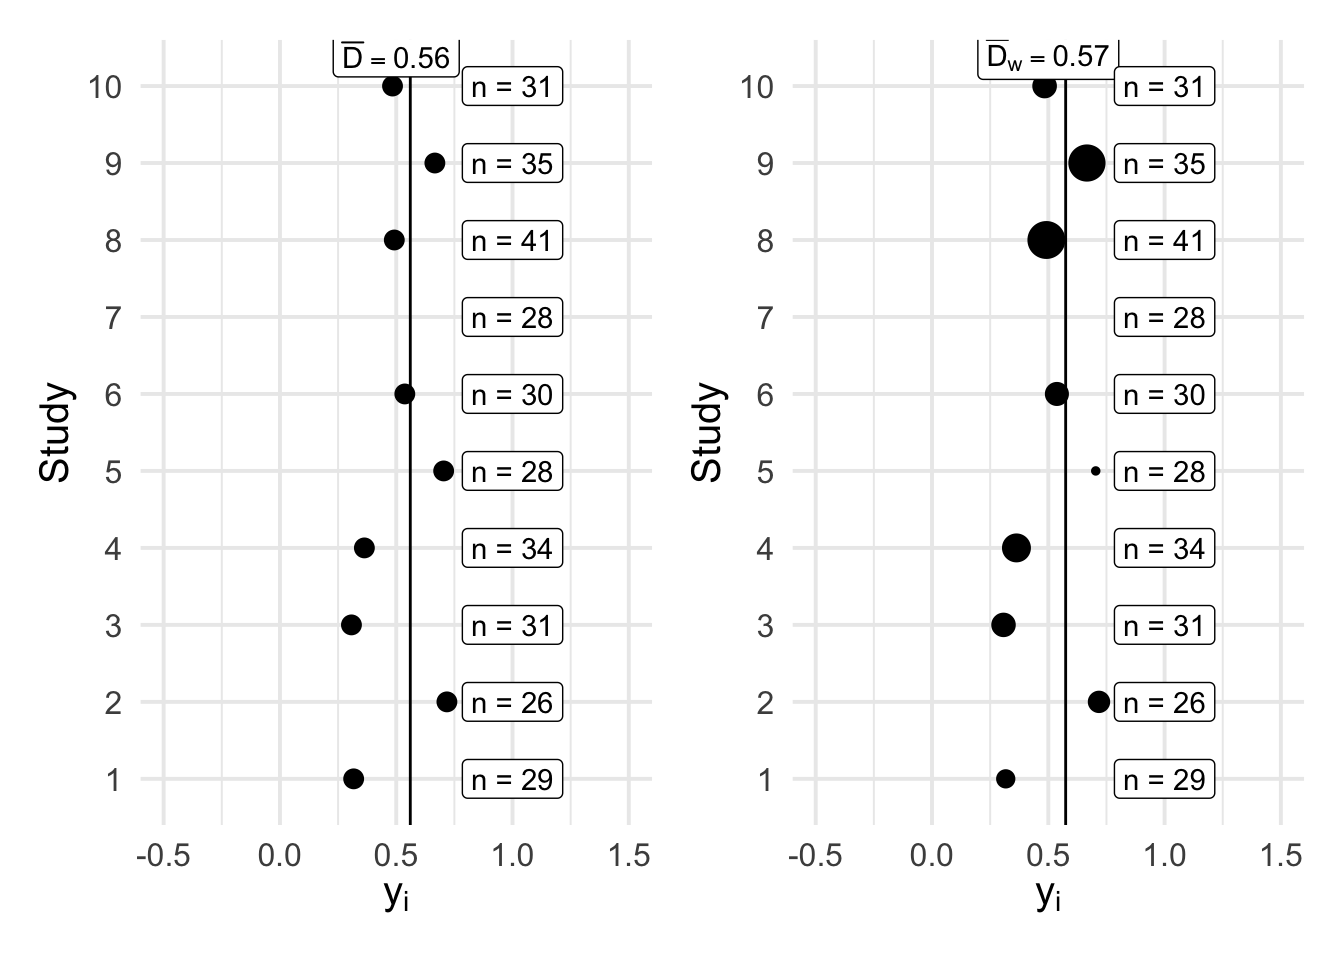 D = 0.56
10
n = 31
9
n = 35
8
n = 41
7
n = 28
6
n = 30
5
n = 28
4
n = 34
3
n = 31
2
n = 26
1
n = 29
Study
-0.5 0.0 0.5 1.0 1.5
yi
Dw = 0.57
10
n = 31
9
n = 35
8
n = 41
7
n = 28
6
n = 30
5
n = 28
4
n = 34
3
n = 31
2
n = 26
1
n = 29
Study
-0.5 0.0 0.5 1.0 1.5
yi